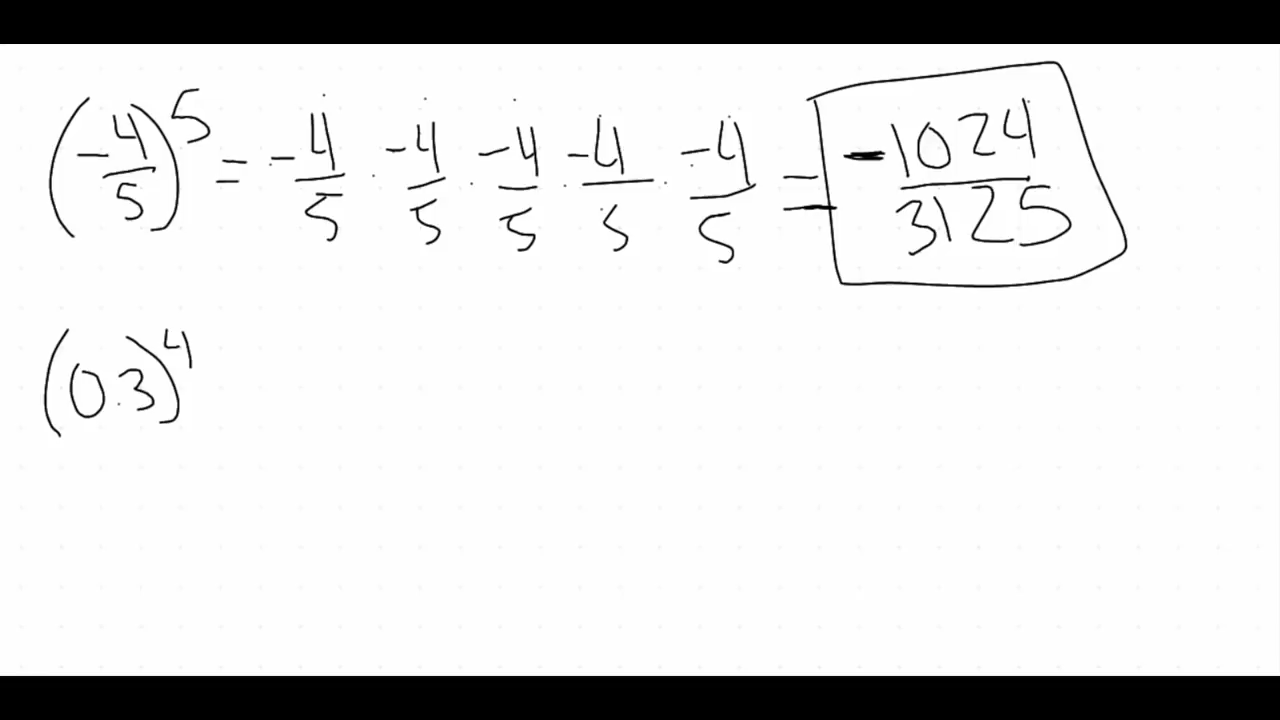 (-4/5)^5 = -4/5 · -4/5 · -4/5 · -4/5 · -4/5 = -1024/3125
(0.3)^4